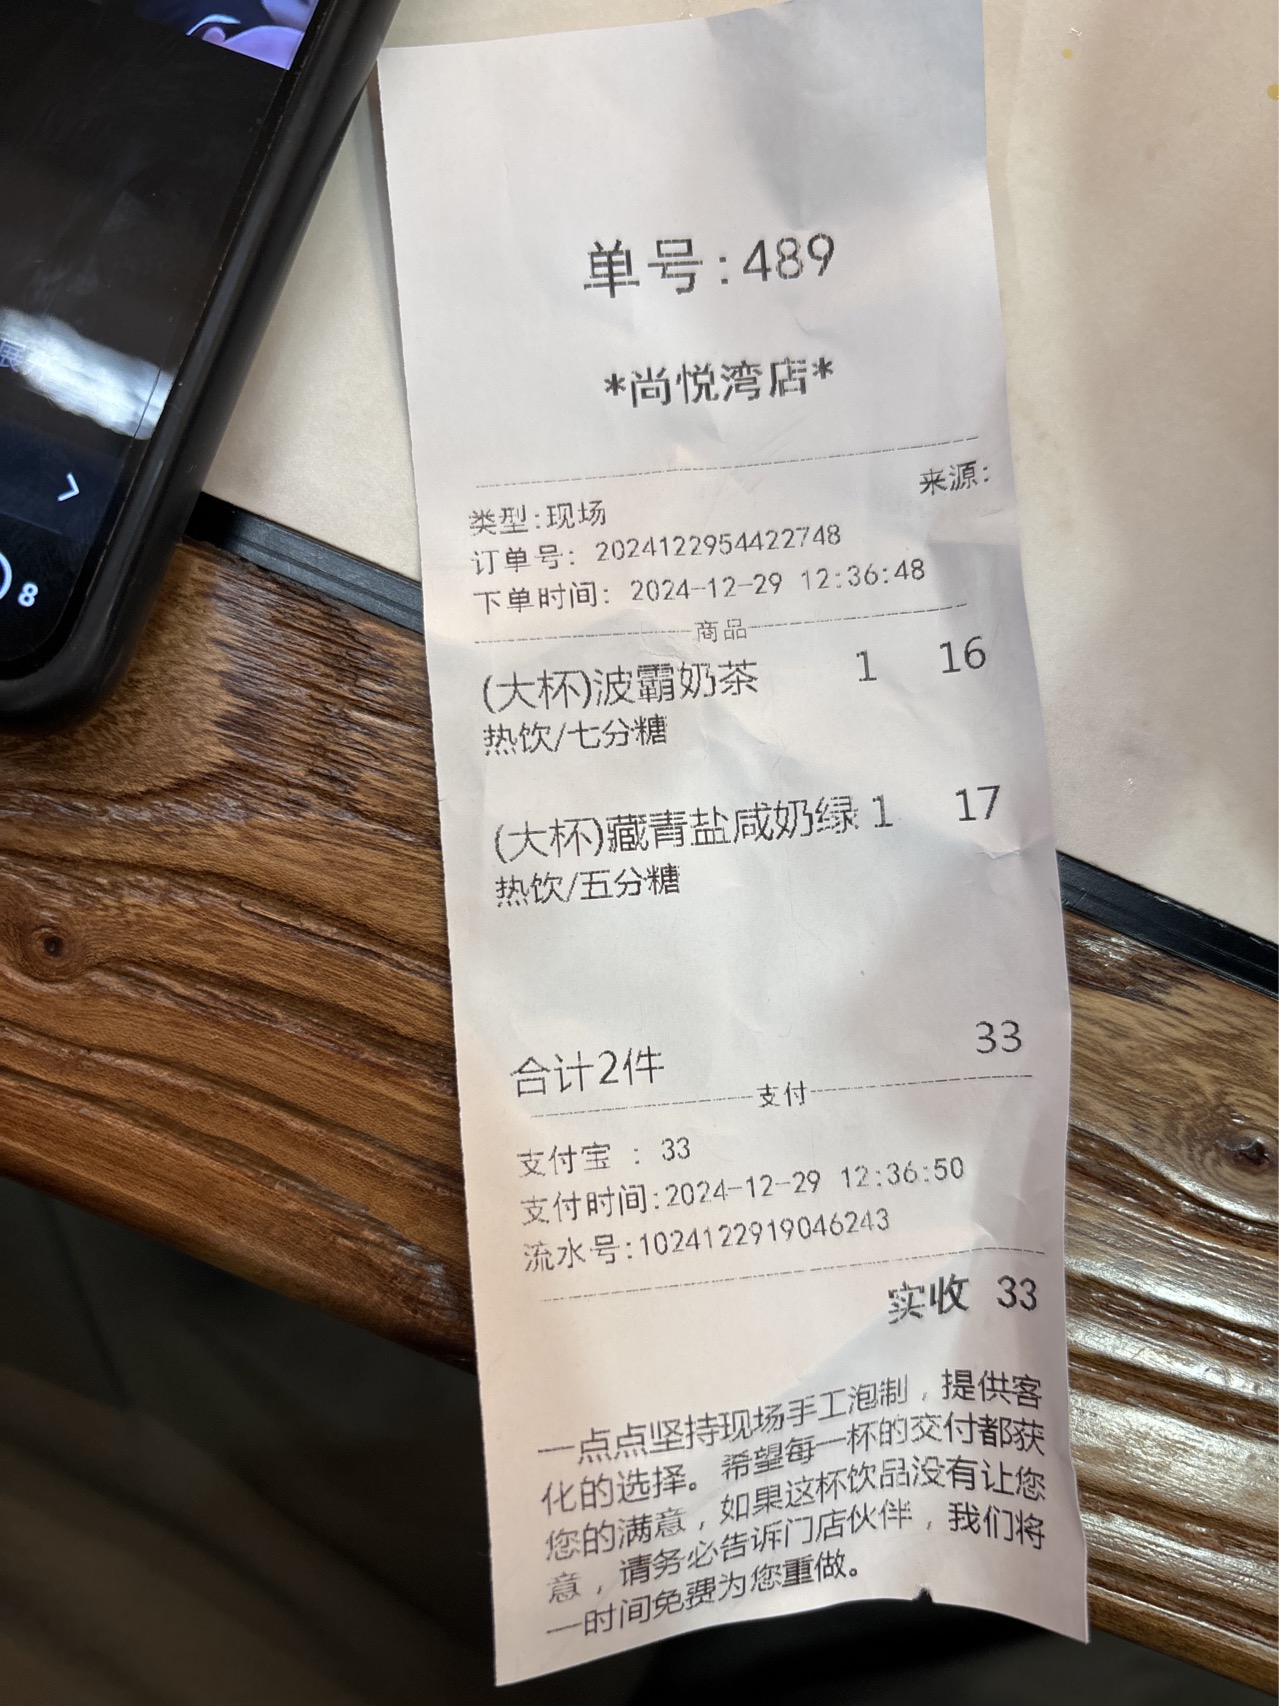 展
8
单号:489
*尚悦湾店*
来源:
类型:现场
订单号: 2024122954422748
下单时间: 2024-12-29 12:36:48
商品
(大杯)波霸奶茶 1 16
热饮/七分糖
(大杯)藏青盐咸奶绿 1 17
热饮/五分糖
合计2件 33
支付
支付宝 : 33
支付时间:2024-12-29 12:36:50
流水号:1024122919046243
实收 33
一点点坚持现场手工泡制，提供客
化的选择。希望每一杯的交付都获
您的满意，如果这杯饮品没有让您
意，请务必告诉门店伙伴，我们将
一时间免费为您重做。